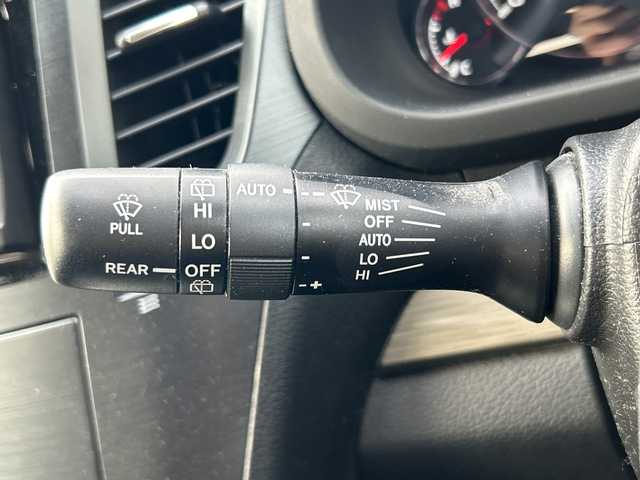 PULL
REAR
HI
LO
OFF
AUTO
- -
-
-
- +
MIST
OFF
AUTO
LO
HI